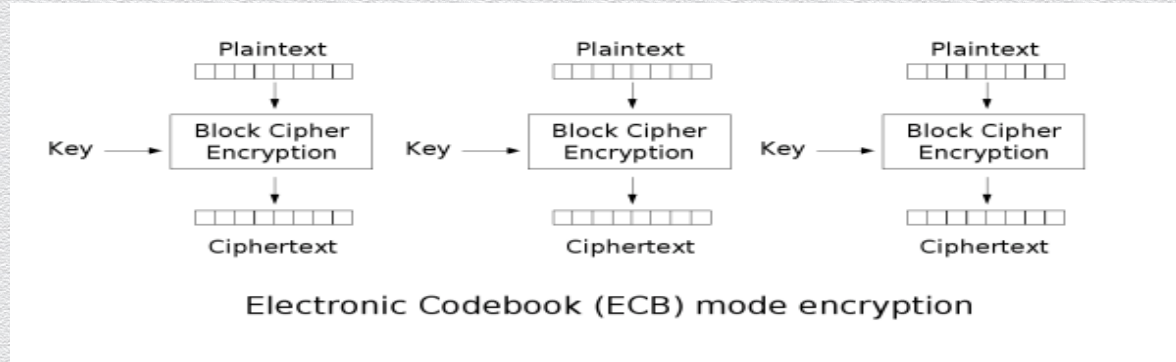 Plaintext
Plaintext
Plaintext
Key
Block Cipher
Encryption
Key
Block Cipher
Encryption
Key
Block Cipher
Encryption
Ciphertext
Ciphertext
Ciphertext
Electronic Codebook (ECB) mode encryption